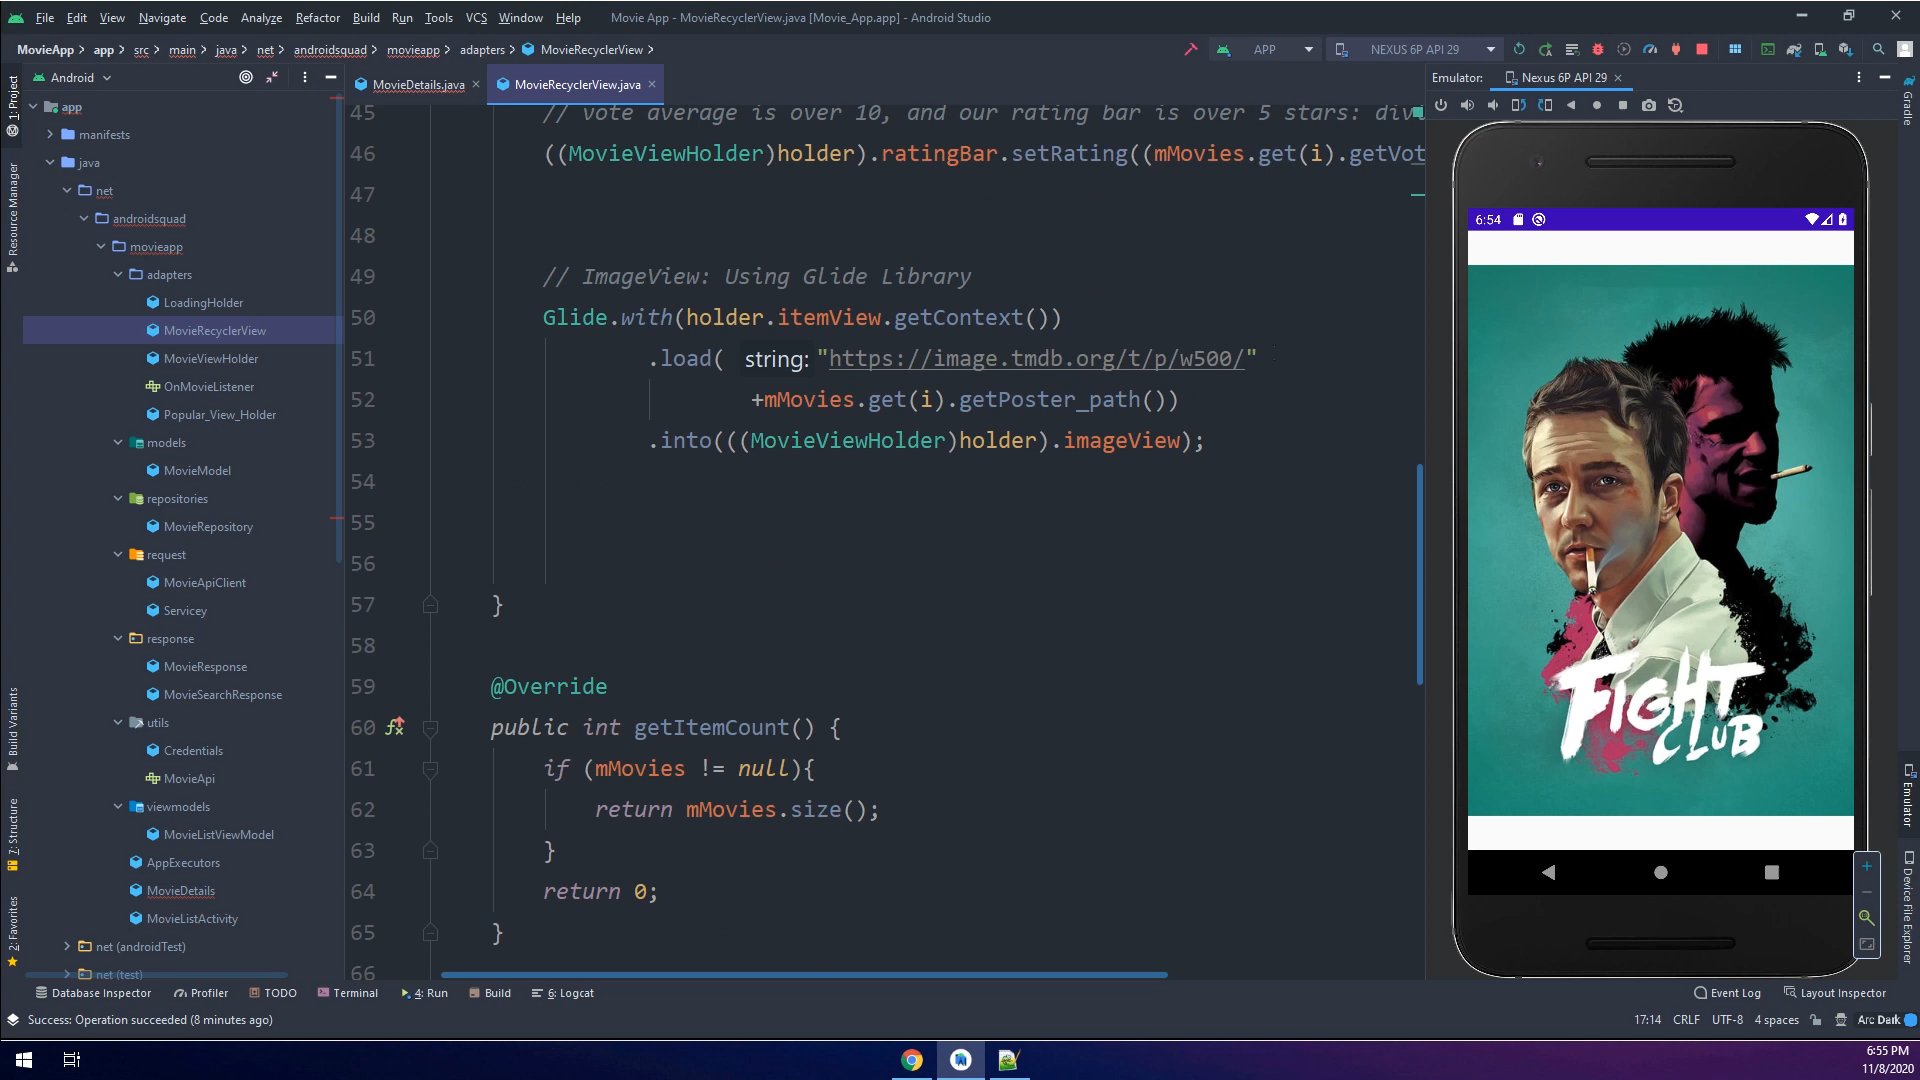 File Edit View Navigate Code Analyze Refactor Build Run Tools VCS Window Help Movie App - MovieRecyclerView.java [Movie_App.app] - Android Studio
MovieApp app src main java net androidsquad movieapp adapters MovieRecyclerView APP NEXUS 6P API 29
1: Project
Android
MovieDetails.java
MovieRecyclerView.java
Emulator: Nexus 6P API 29
Gradle
app
manifests
java
net
androidsquad
movieapp
adapters
LoadingHolder
MovieRecyclerView
MovieViewHolder
OnMovieListener
Popular_View_Holder
models
MovieModel
repositories
MovieRepository
request
MovieApiClient
Servicey
response
MovieResponse
MovieSearchResponse
utils
Credentials
MovieApi
viewmodels
MovieListViewModel
AppExecutors
MovieDetails
MovieListActivity
net (androidTest)
net (test)
Resource Manager
Build Variants
7: Structure
2: Favorites
45 // vote average is over 10, and our rating bar is over 5 stars: div
46 ((MovieViewHolder)holder).ratingBar.setRating((mMovies.get(i).getVot
47
48
49 // ImageView: Using Glide Library
50 Glide.with(holder.itemView.getContext())
51 .load( string: "https://image.tmdb.org/t/p/w500/"
52 +mMovies.get(i).getPoster_path())
53 .into(((MovieViewHolder)holder).imageView);
54
55
56
57 }
58
59 @Override
60 public int getItemCount() {
61 if (mMovies != null){
62 return mMovies.size();
63 }
64 return 0;
65 }
66
6:54
FIGHT
CLUB
Emulator
Device File Explorer
Database Inspector Profiler TODO Terminal 4: Run Build 6: Logcat Event Log Layout Inspector
Success: Operation succeeded (8 minutes ago) 17:14 CRLF UTF-8 4 spaces Arc Dark
6:55 PM
11/8/2020